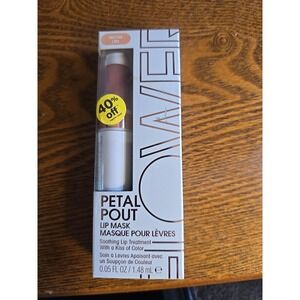 40%
off
FLOWER
PETAL
POUT
LIP MASK
MASQUE POUR LÈVRES
Soothing Lip Treatment
With a Kiss of Color
Soin à Lèvres Apaisant avec
un Soupçon de Couleur
0.05 FL OZ / 1.48 mL e